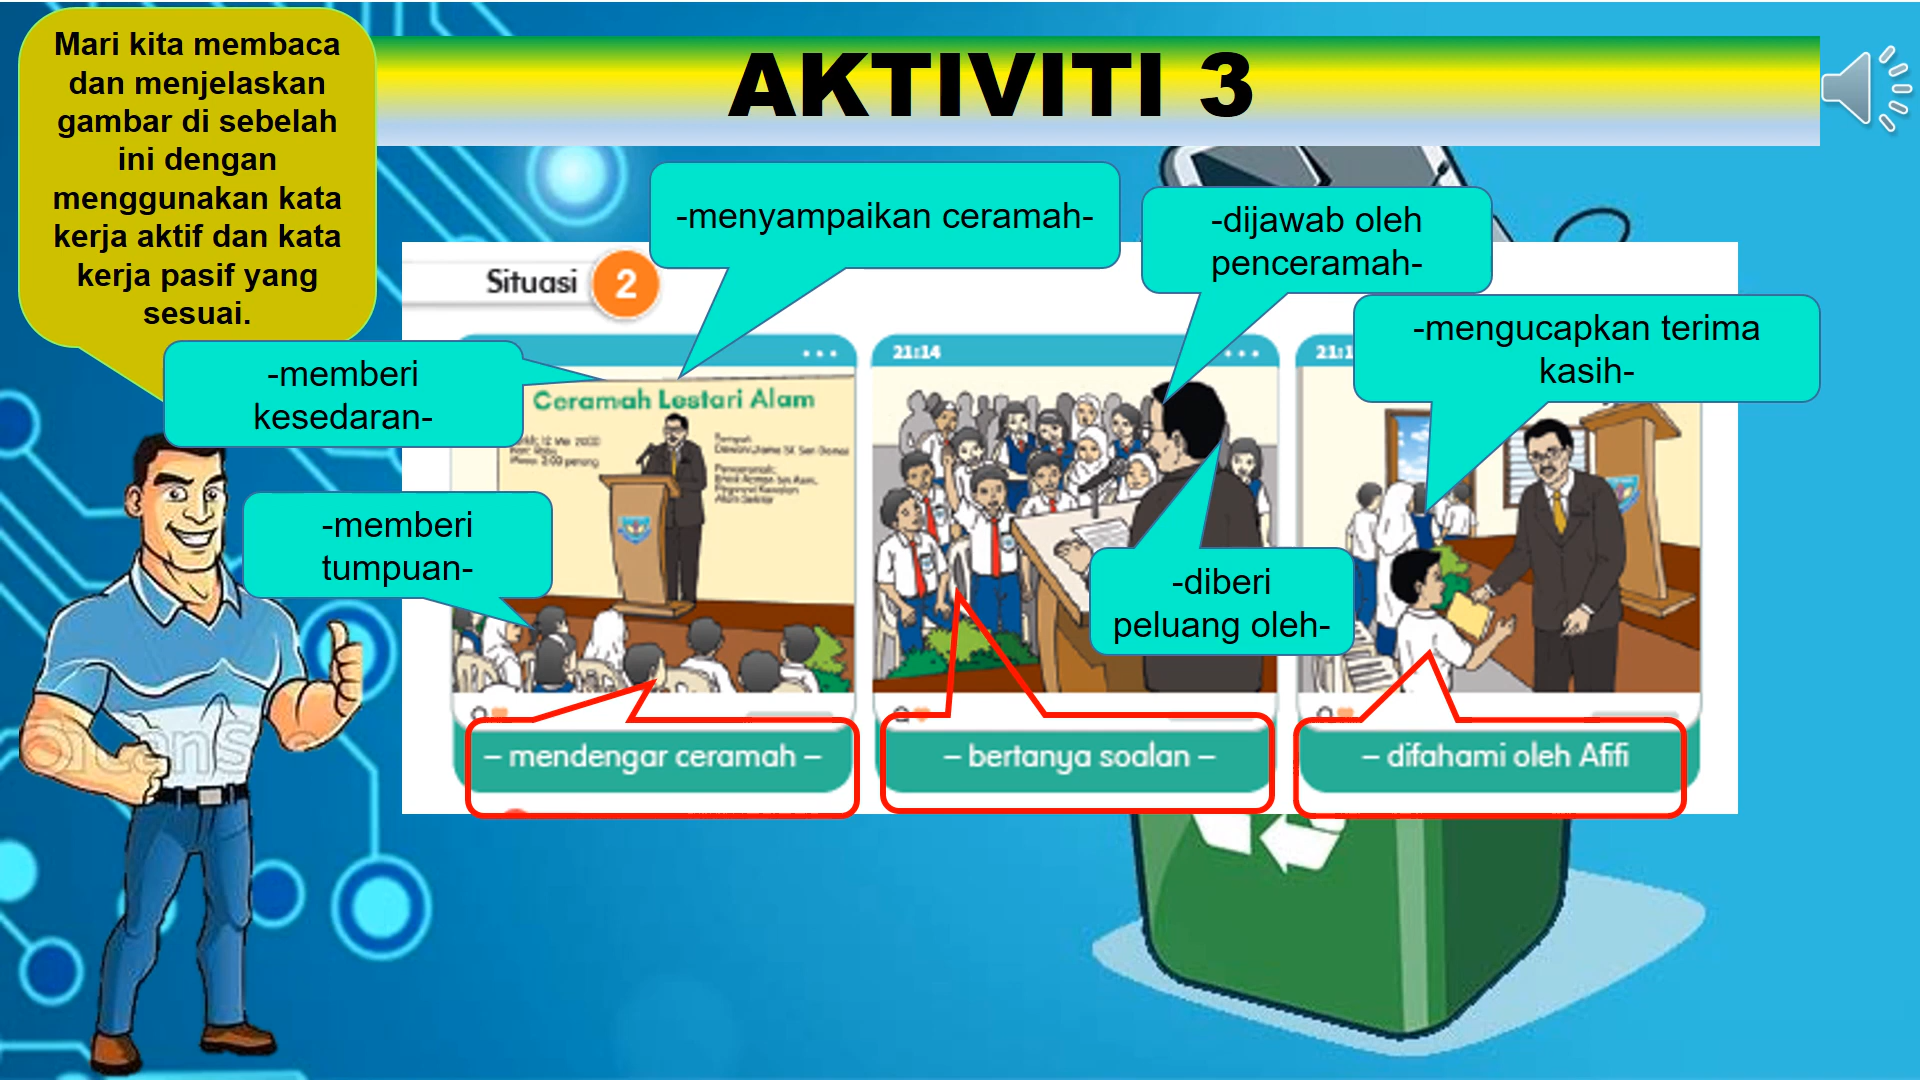 Mari kita membaca
dan menjelaskan
gambar di sebelah
ini dengan
menggunakan kata
kerja aktif dan kata
kerja pasif yang
sesuai.
AKTIVITI 3
-menyampaikan ceramah-
-dijawab oleh
penceramah-
Situasi 2
-mengucapkan terima
kasih-
-memberi
kesedaran-
21:14
Ceramah Lestari Alam
-memberi
tumpuan-
-diberi
peluang oleh-
– mendengar ceramah –
– bertanya soalan –
– difahami oleh Afifi